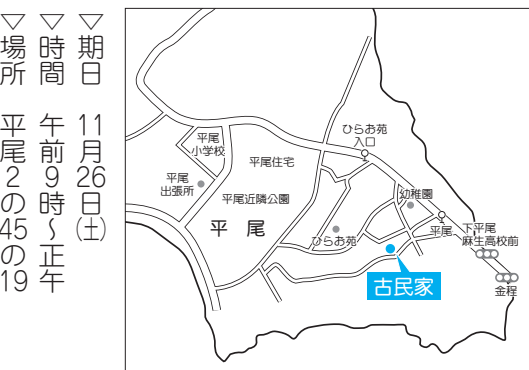 ▽期日 11月26日㈯
▽時間 午前9時～正午
▽場所 平尾2の45の19
ひらお苑
入口
平尾
小学校
平尾住宅
平尾
出張所
平尾近隣公園
幼稚園
平尾
ひらお苑
平尾
下平尾
麻生高校前
古民家
金程